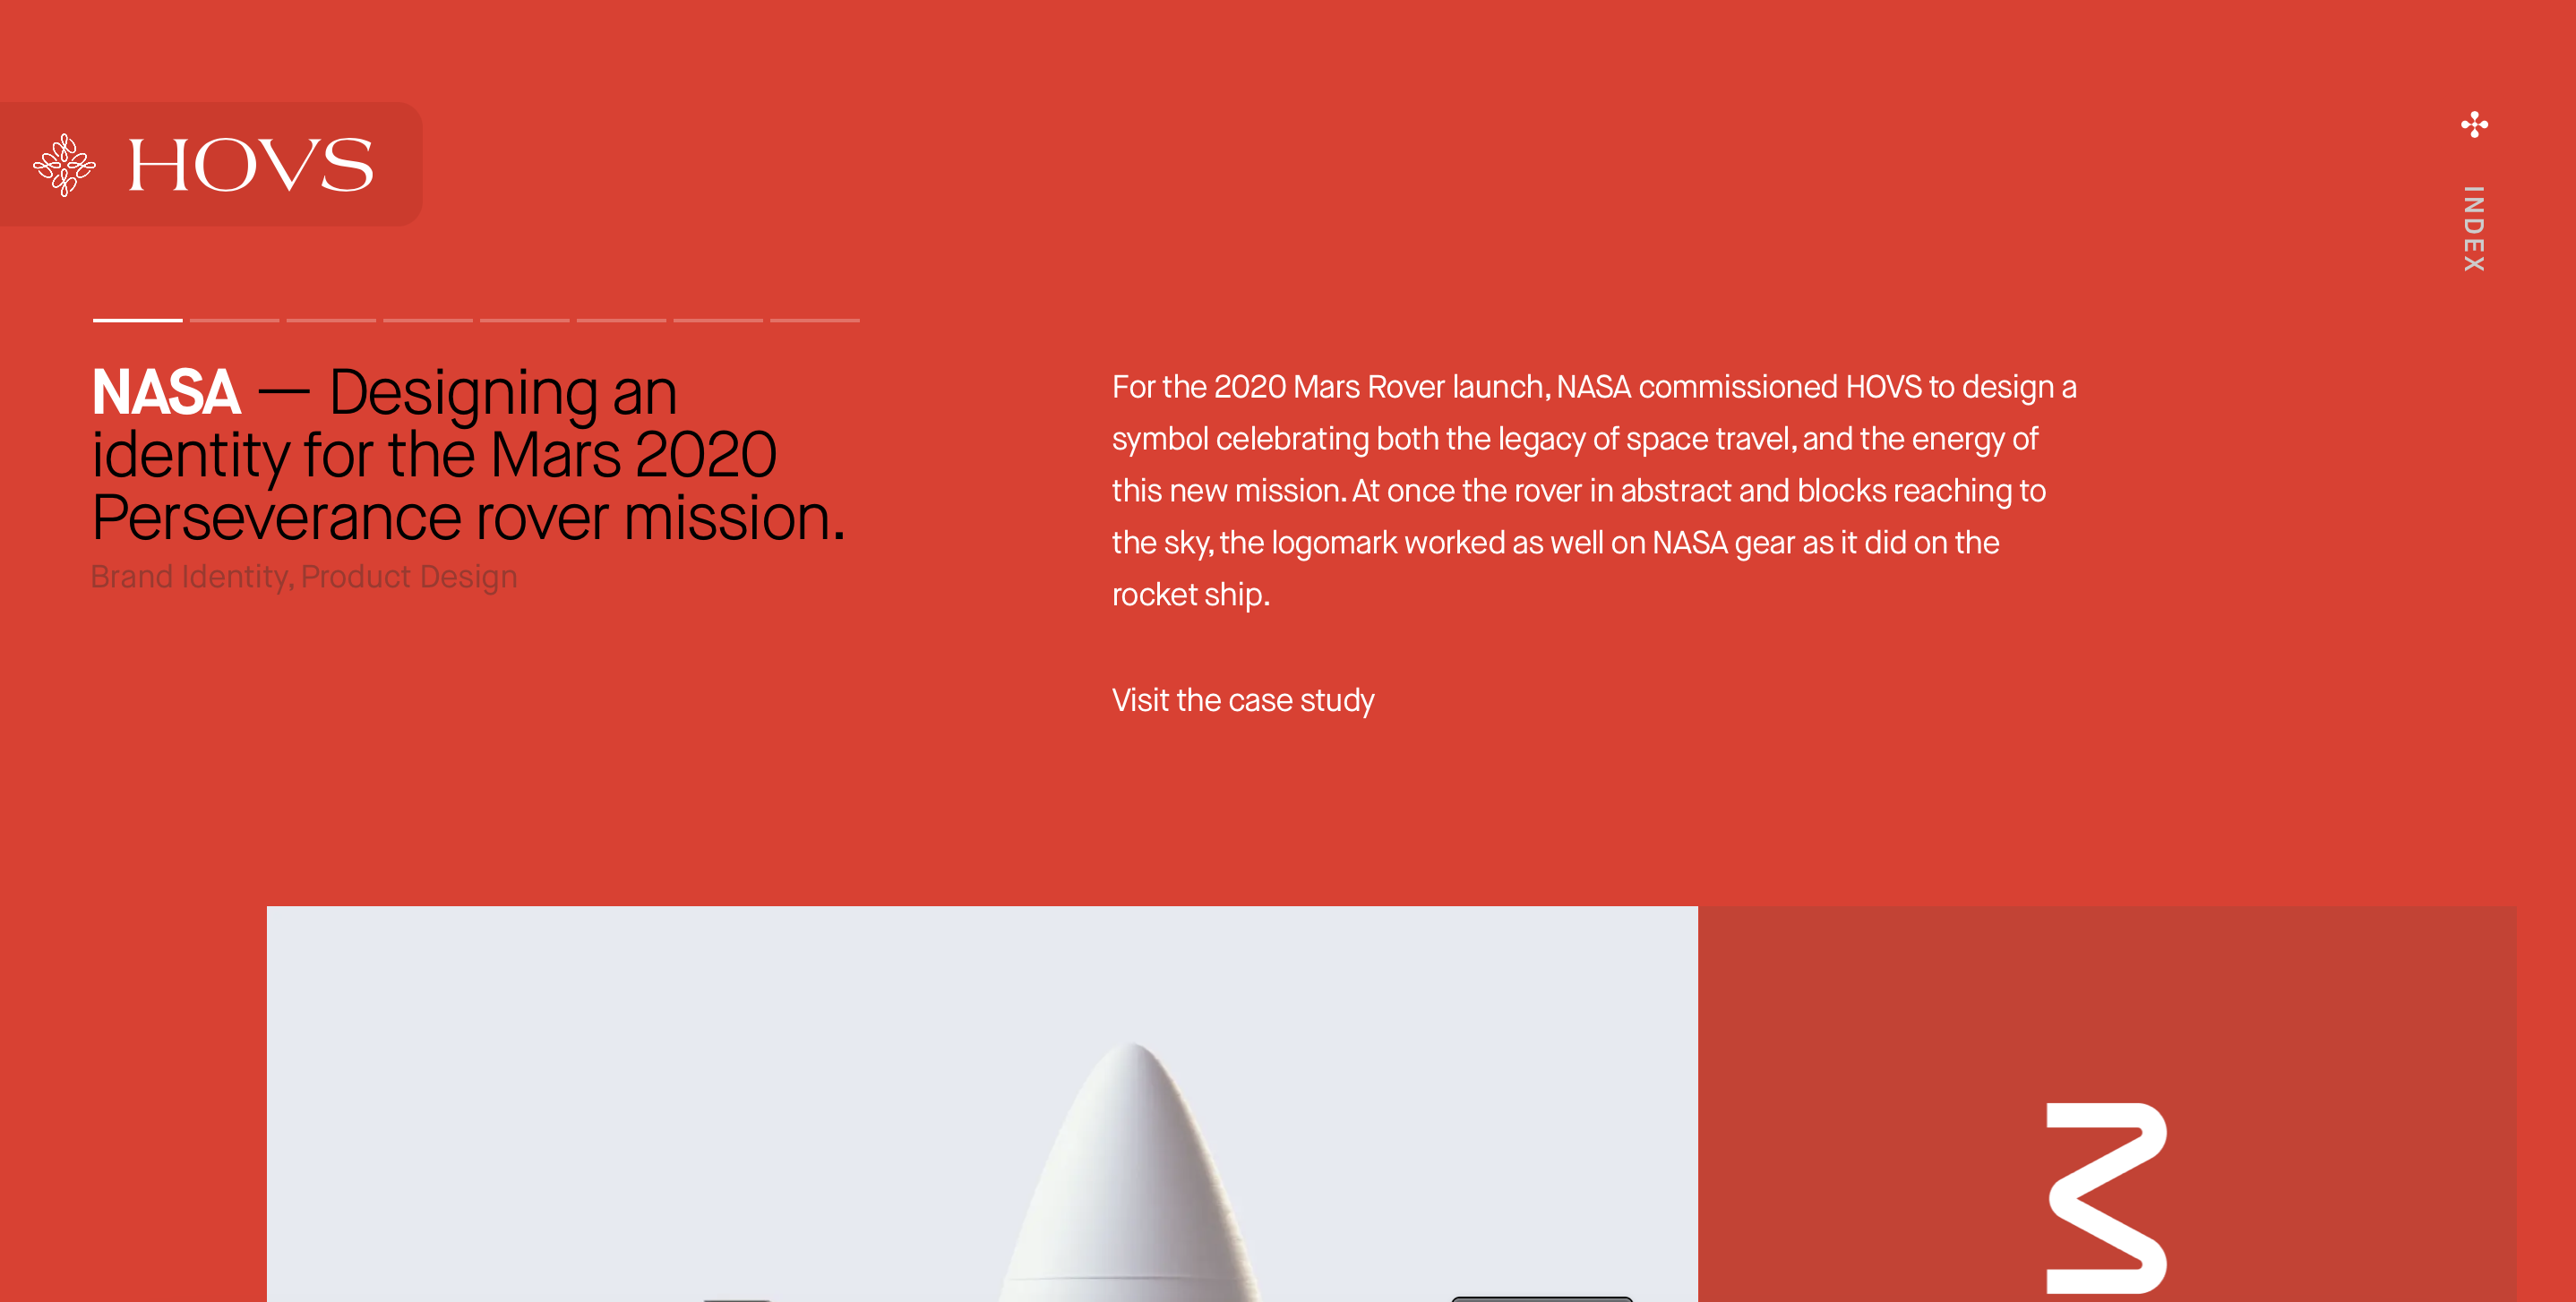 HOVS
INDEX
NASA — Designing an
identity for the Mars 2020
Perseverance rover mission.
Brand Identity, Product Design
For the 2020 Mars Rover launch, NASA commissioned HOVS to design a
symbol celebrating both the legacy of space travel, and the energy of
this new mission. At once the rover in abstract and blocks reaching to
the sky, the logomark worked as well on NASA gear as it did on the
rocket ship.
Visit the case study